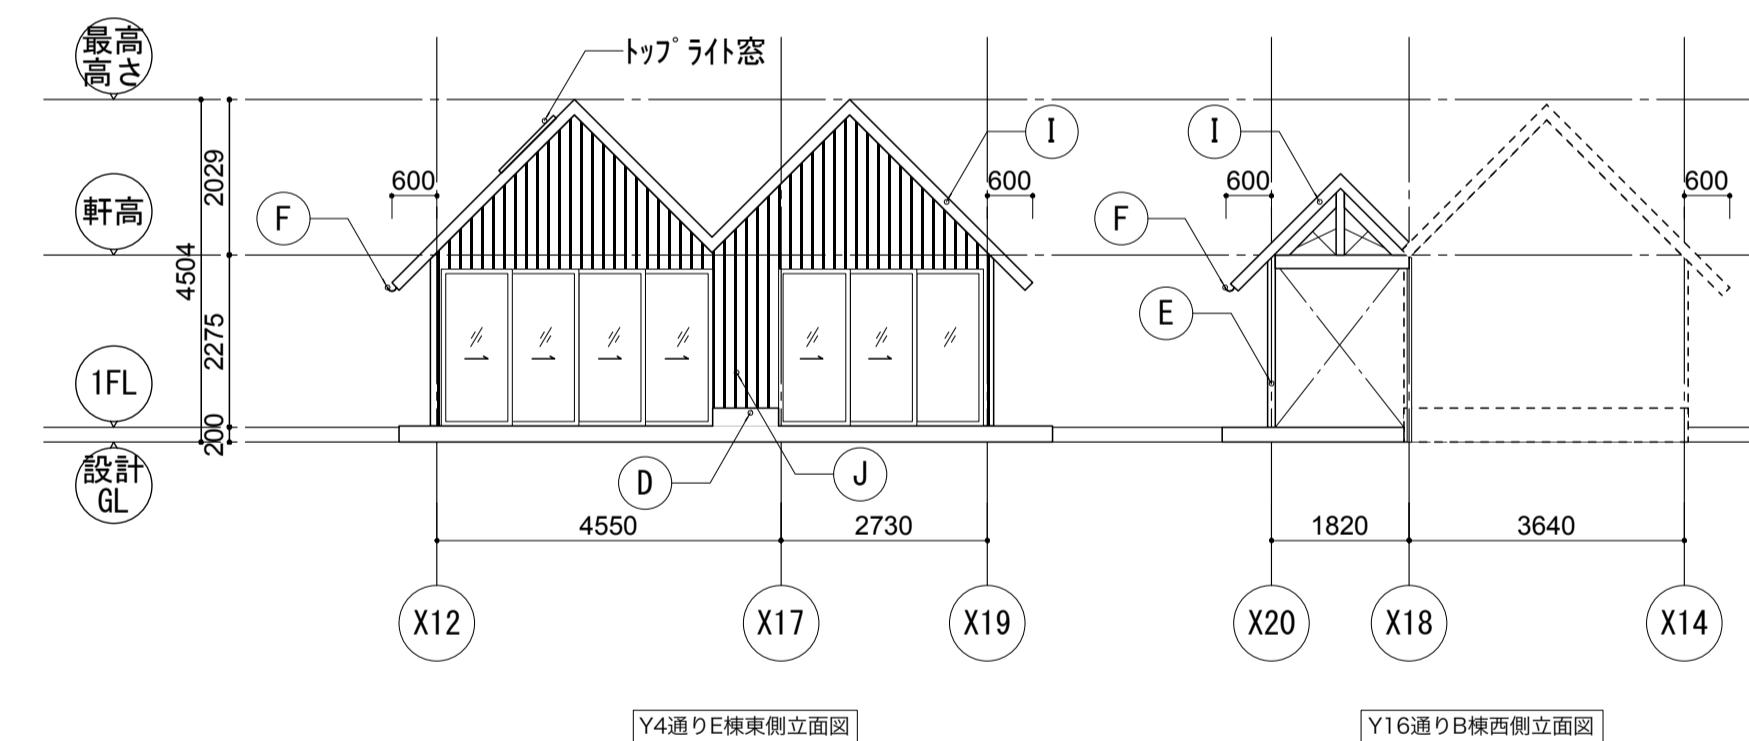 最高
高さ
トップライト窓
I
I
2029
600
600
600
600
軒高
F
F
4504
2275
E
1FL
200
設計
GL
D
J
4550
2730
1820
3640
X12
X17
X19
X20
X18
X14
Y4通りE棟東側立面図
Y16通りB棟西側立面図